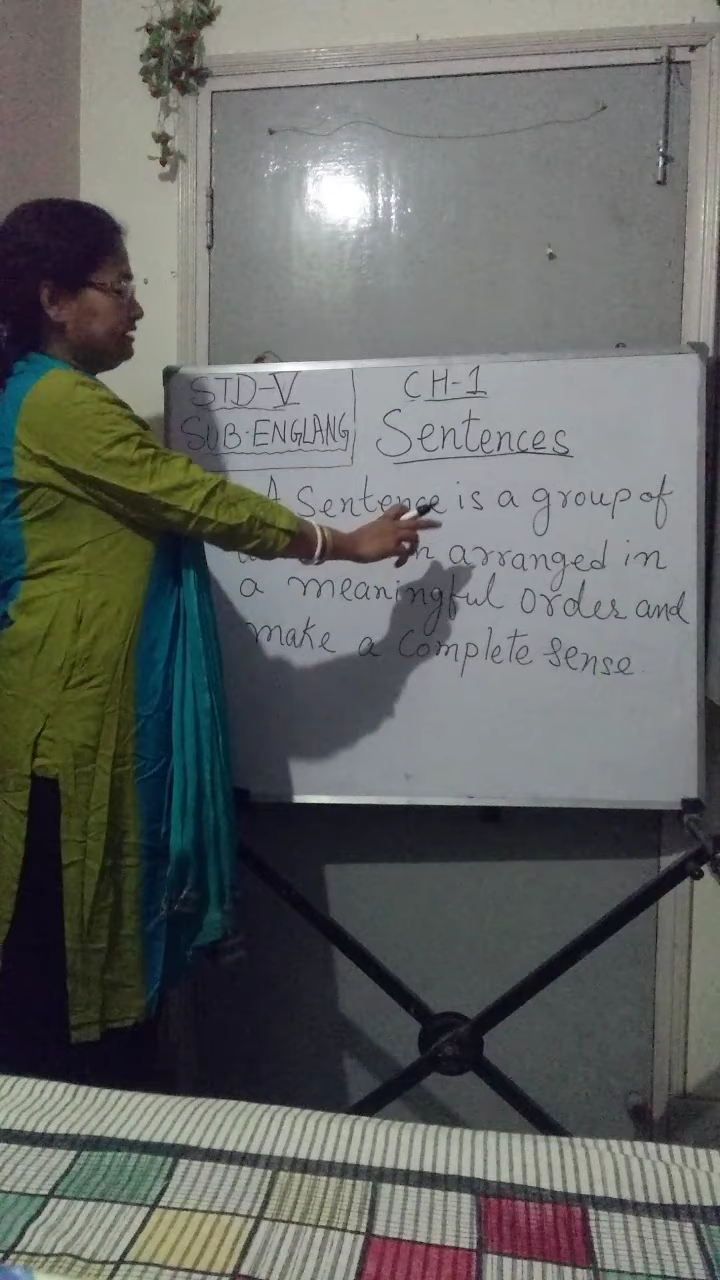 STD-V
SUB-ENGLANG
CH-1
Sentences
A Sentence is a group of
arranged in
a meaningful order and
make a complete sense.